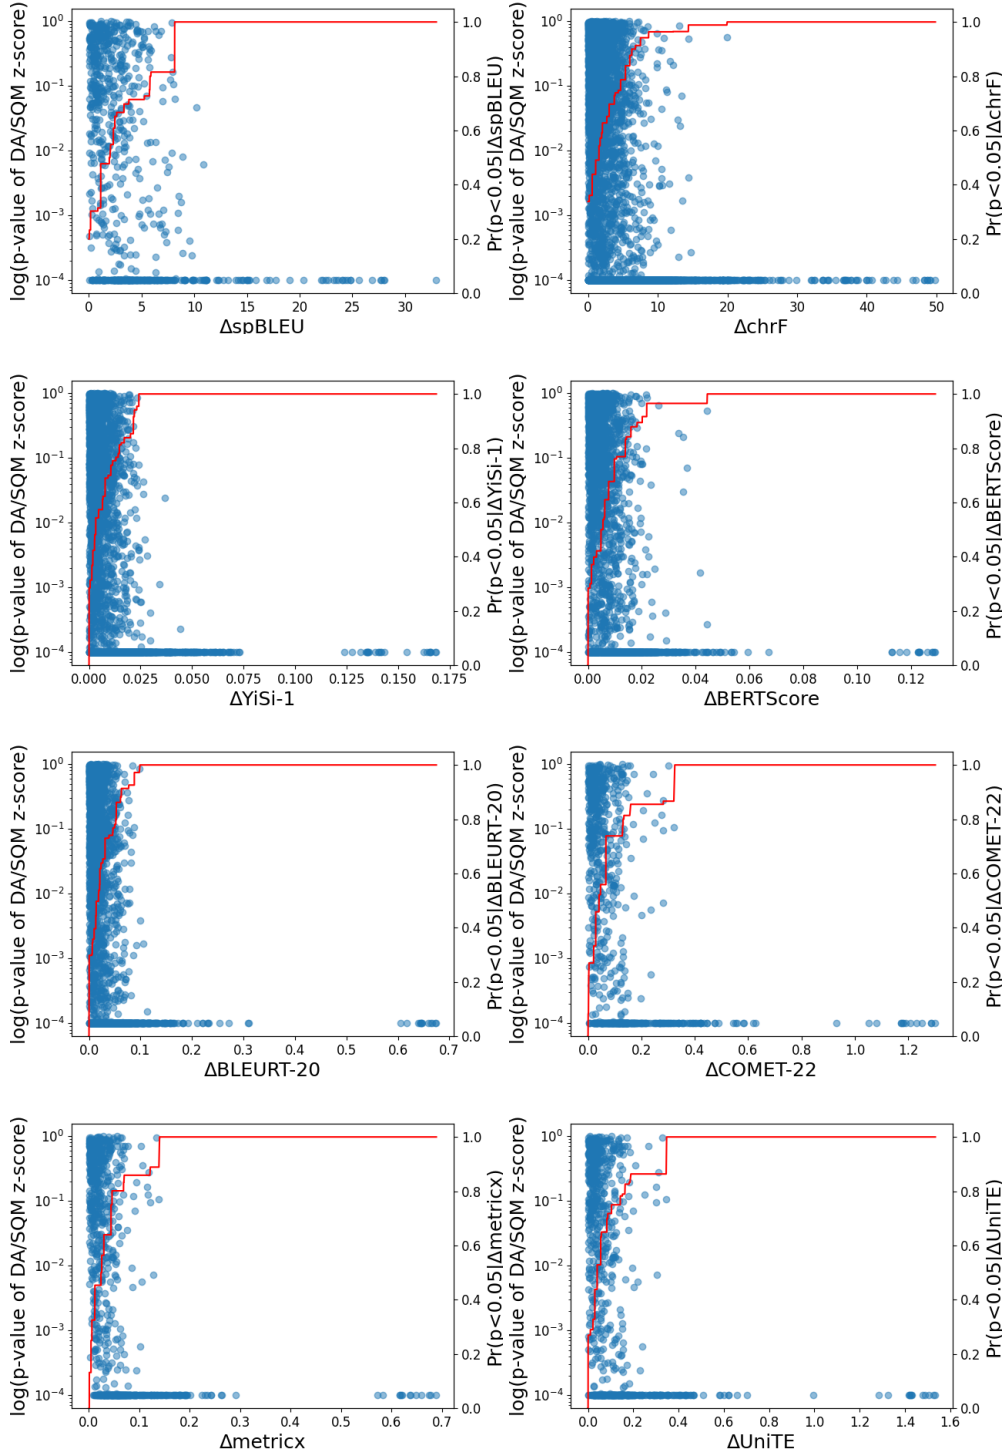 log(p-value of DA/SQM z-score)
10⁰
10⁻¹
10⁻²
10⁻³
10⁻⁴
0 5 10 15 20 25 30
ΔspBLEU
1.0
0.8
0.6
0.4
0.2
0.0
Pr(p<0.05|ΔspBLEU)
log(p-value of DA/SQM z-score)
10⁰
10⁻¹
10⁻²
10⁻³
10⁻⁴
0 10 20 30 40 50
ΔchrF
1.0
0.8
0.6
0.4
0.2
0.0
Pr(p<0.05|ΔchrF)
log(p-value of DA/SQM z-score)
10⁰
10⁻¹
10⁻²
10⁻³
10⁻⁴
0.000 0.025 0.050 0.075 0.100 0.125 0.150 0.175
ΔYiSi-1
1.0
0.8
0.6
0.4
0.2
0.0
Pr(p<0.05|ΔYiSi-1)
log(p-value of DA/SQM z-score)
10⁰
10⁻¹
10⁻²
10⁻³
10⁻⁴
0.00 0.02 0.04 0.06 0.08 0.10 0.12
ΔBERTScore
1.0
0.8
0.6
0.4
0.2
0.0
Pr(p<0.05|ΔBERTScore)
log(p-value of DA/SQM z-score)
10⁰
10⁻¹
10⁻²
10⁻³
10⁻⁴
0.0 0.1 0.2 0.3 0.4 0.5 0.6 0.7
ΔBLEURT-20
1.0
0.8
0.6
0.4
0.2
0.0
Pr(p<0.05|ΔBLEURT-20)
log(p-value of DA/SQM z-score)
10⁰
10⁻¹
10⁻²
10⁻³
10⁻⁴
0.0 0.2 0.4 0.6 0.8 1.0 1.2
ΔCOMET-22
1.0
0.8
0.6
0.4
0.2
0.0
Pr(p<0.05|ΔCOMET-22)
log(p-value of DA/SQM z-score)
10⁰
10⁻¹
10⁻²
10⁻³
10⁻⁴
0.0 0.1 0.2 0.3 0.4 0.5 0.6 0.7
Δmetricx
1.0
0.8
0.6
0.4
0.2
0.0
Pr(p<0.05|Δmetricx)
log(p-value of DA/SQM z-score)
10⁰
10⁻¹
10⁻²
10⁻³
10⁻⁴
0.0 0.2 0.4 0.6 0.8 1.0 1.2 1.4 1.6
ΔUniTE
1.0
0.8
0.6
0.4
0.2
0.0
Pr(p<0.05|ΔUniTE)